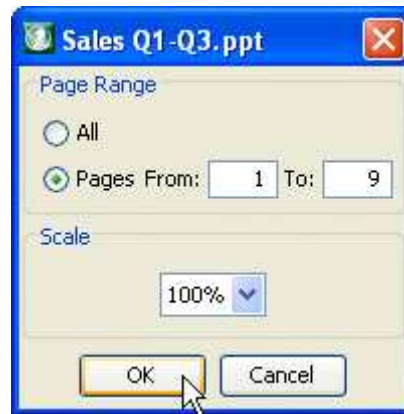 Sales Q1-Q3.ppt
Page Range
All
Pages From: 1 To: 9
Scale
100%
OK Cancel